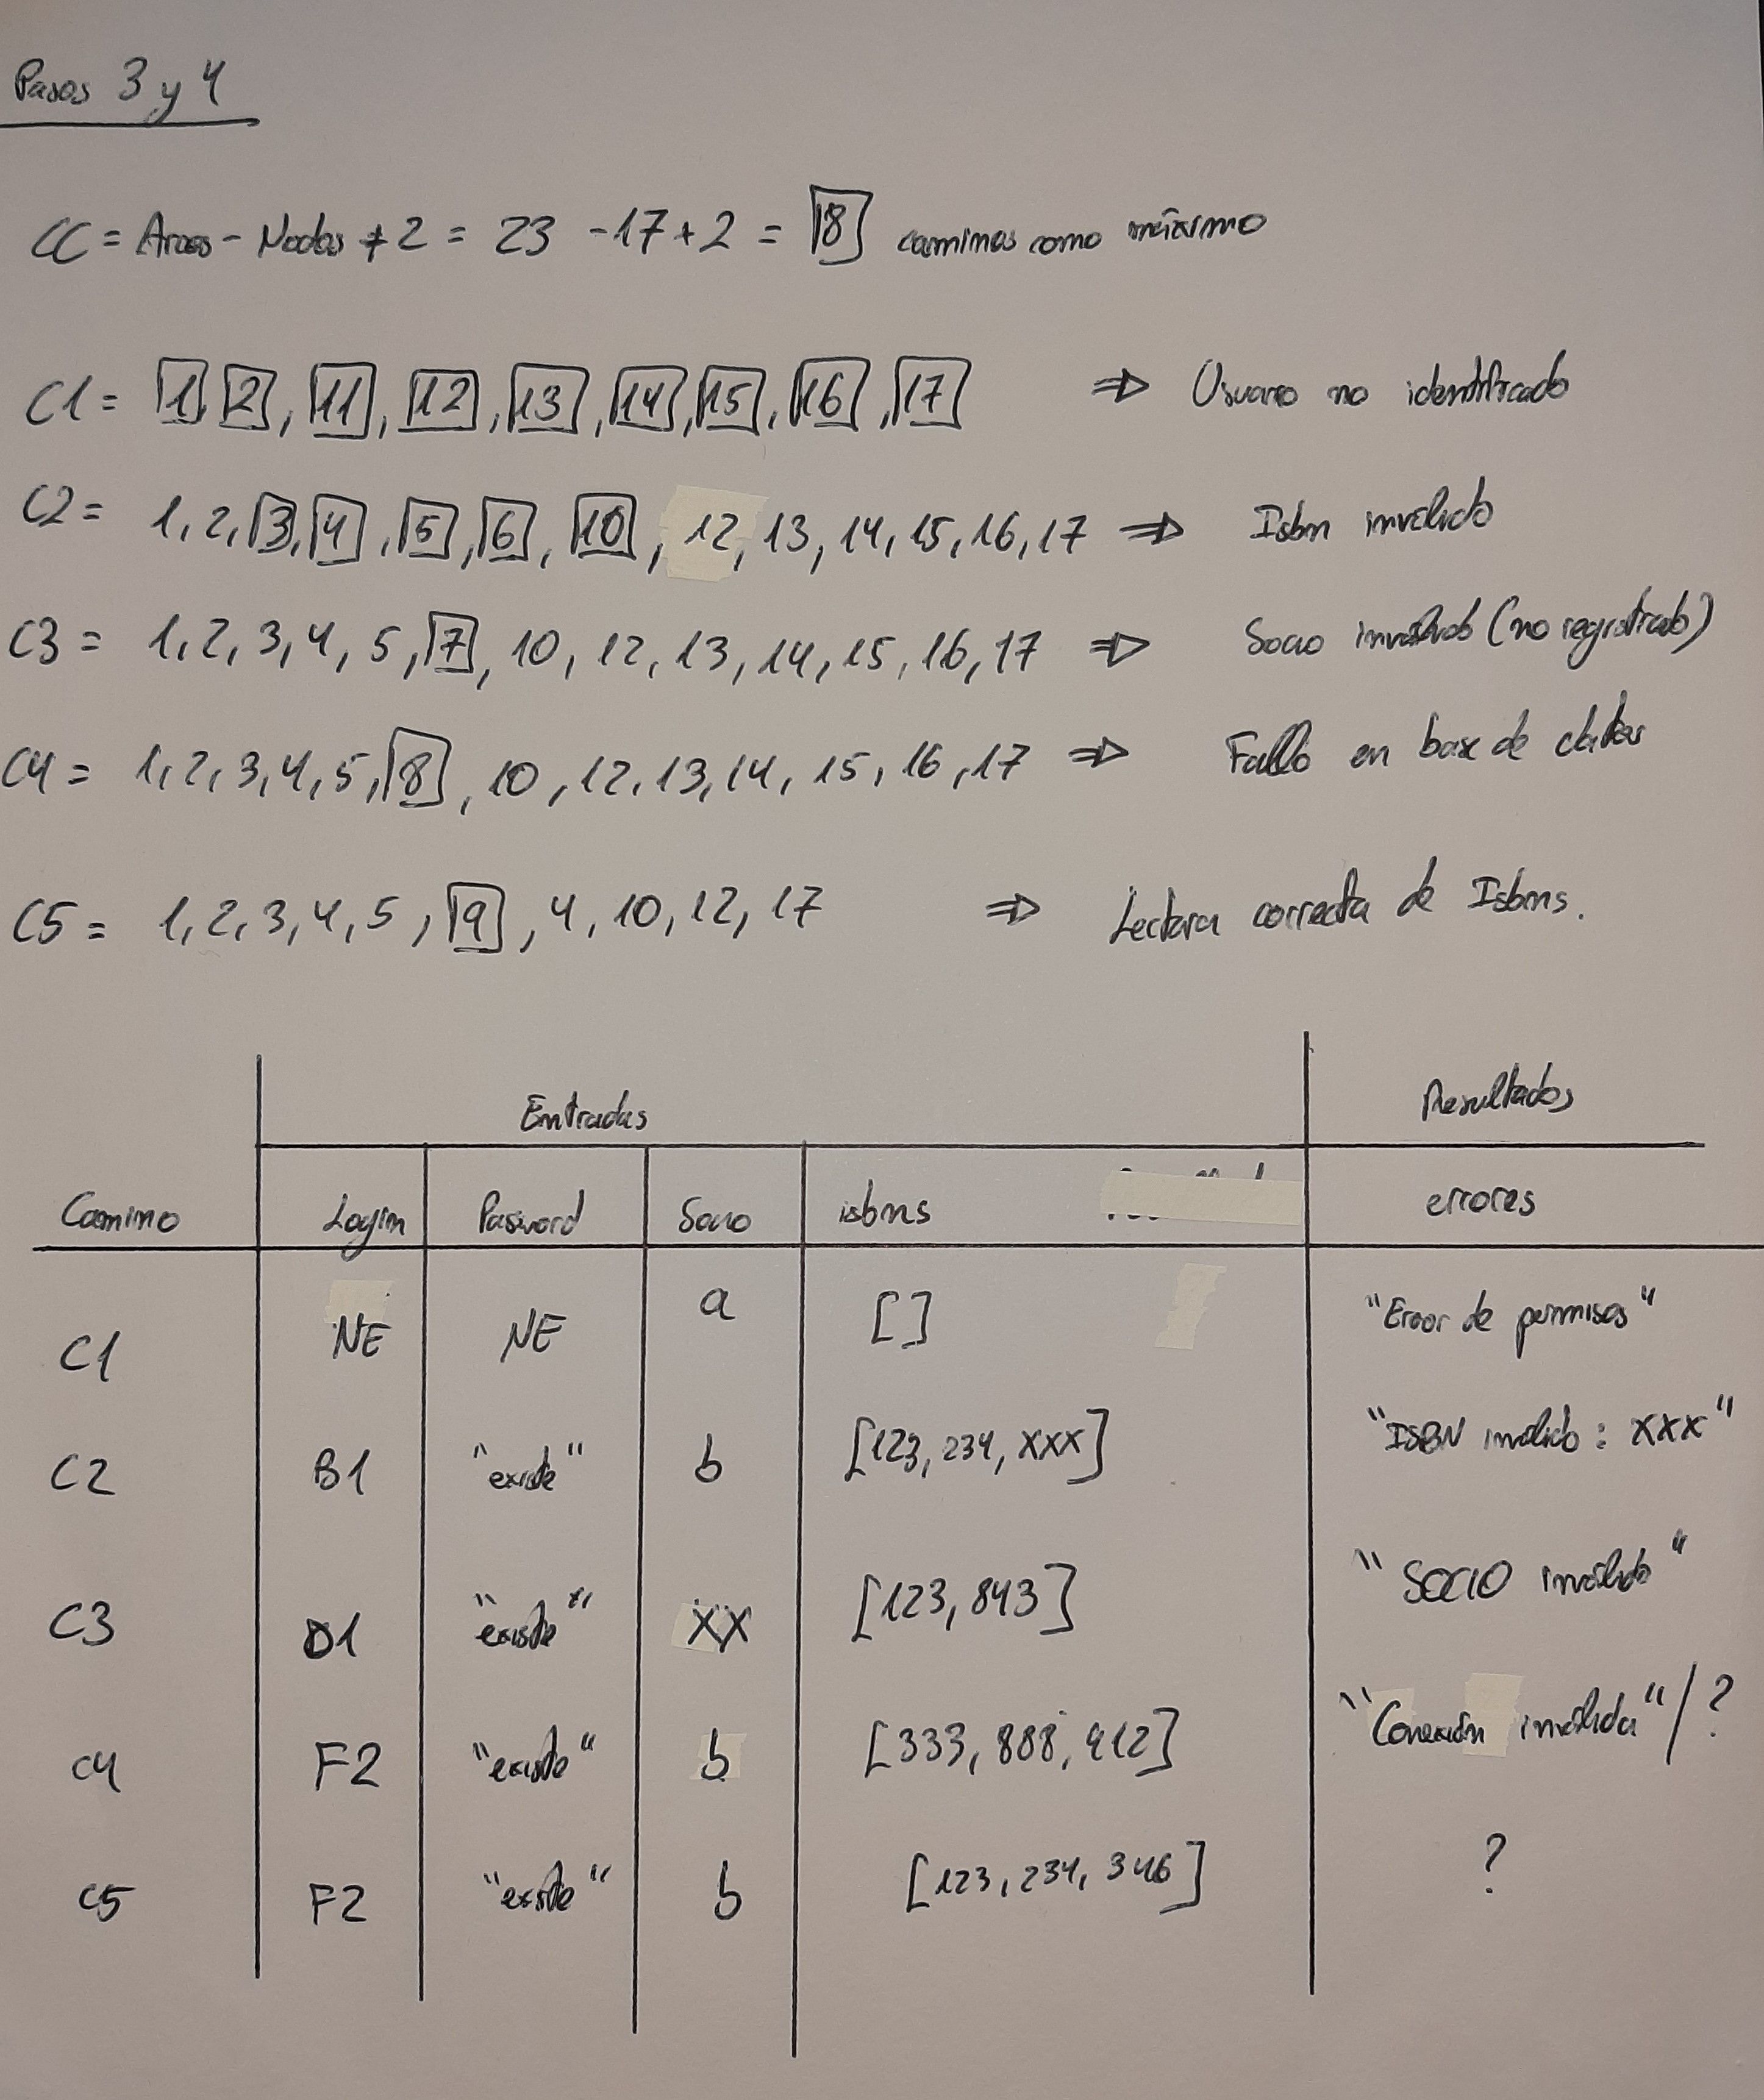 Pasos 3 y 4
CC = Arcos - Nodos + 2 = 23 - 17 + 2 = 8 caminos como máximo
C1 = 1, 2, 11, 12, 13, 14, 15, 16, 17 ⇒ Usuario no identificado
C2 = 1, 2, 3, 4, 5, 6, 10, 12, 13, 14, 15, 16, 17 ⇒ Isbn inválido
C3 = 1, 2, 3, 4, 5, 7, 10, 12, 13, 14, 15, 16, 17 ⇒ Socio inválido (no registrado)
C4 = 1, 2, 3, 4, 5, 8, 10, 12, 13, 14, 15, 16, 17 ⇒ Fallo en base de datos
C5 = 1, 2, 3, 4, 5, 9, 4, 10, 12, 17 ⇒ Lectura correcta de Isbns.
Entradas Resultados
Camino Login Password Socio isbns errores
C1 NE NE a [] "Error de permisos"
C2 B1 "existe" b [123, 234, XXX] "ISBN inválido: XXX"
C3 D1 "existe" XX [123, 843] "Socio inválido"
C4 F2 "existe" b [333, 888, 912] "Conexión inválida" / ?
C5 F2 "existe" b [123, 234, 346] ?